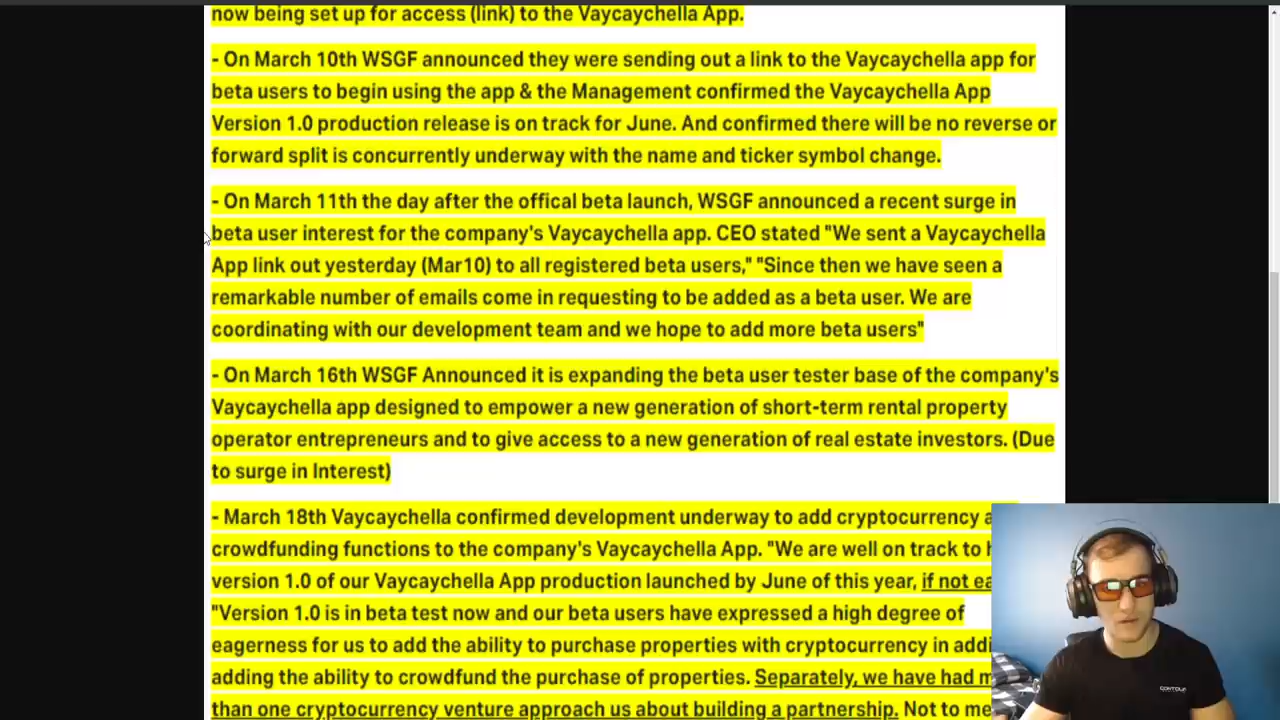 now being set up for access (link) to the Vaycaychella App.
- On March 10th WSGF announced they were sending out a link to the Vaycaychella app for
beta users to begin using the app & the Management confirmed the Vaycaychella App
Version 1.0 production release is on track for June. And confirmed there will be no reverse or
forward split is concurrently underway with the name and ticker symbol change.
- On March 11th the day after the offical beta launch, WSGF announced a recent surge in
beta user interest for the company's Vaycaychella app. CEO stated "We sent a Vaycaychella
App link out yesterday (Mar10) to all registered beta users," "Since then we have seen a
remarkable number of emails come in requesting to be added as a beta user. We are
coordinating with our development team and we hope to add more beta users"
- On March 16th WSGF Announced it is expanding the beta user tester base of the company's
Vaycaychella app designed to empower a new generation of short-term rental property
operator entrepreneurs and to give access to a new generation of real estate investors. (Due
to surge in Interest)
- March 18th Vaycaychella confirmed development underway to add cryptocurrency
crowdfunding functions to the company's Vaycaychella App. "We are well on track to
version 1.0 of our Vaycaychella App production launched by June of this year, if not
"Version 1.0 is in beta test now and our beta users have expressed a high degree of
eagerness for us to add the ability to purchase properties with cryptocurrency in
adding the ability to crowdfund the purchase of properties. Separately, we have had
than one cryptocurrency venture approach us about building a partnership. Not to